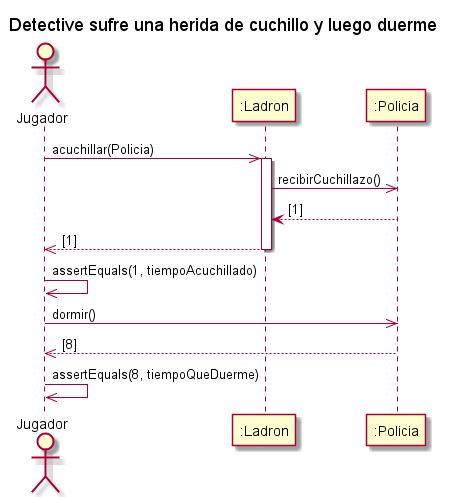 Detective sufre una herida de cuchillo y luego duerme
Jugador
:Ladron
:Policia
acuchillar(Policia)
recibirCuchillazo()
[1]
[1]
assertEquals(1, tiempoAcuchillado)
dormir()
[8]
assertEquals(8, tiempoQueDuerme)
Jugador
:Ladron
:Policia